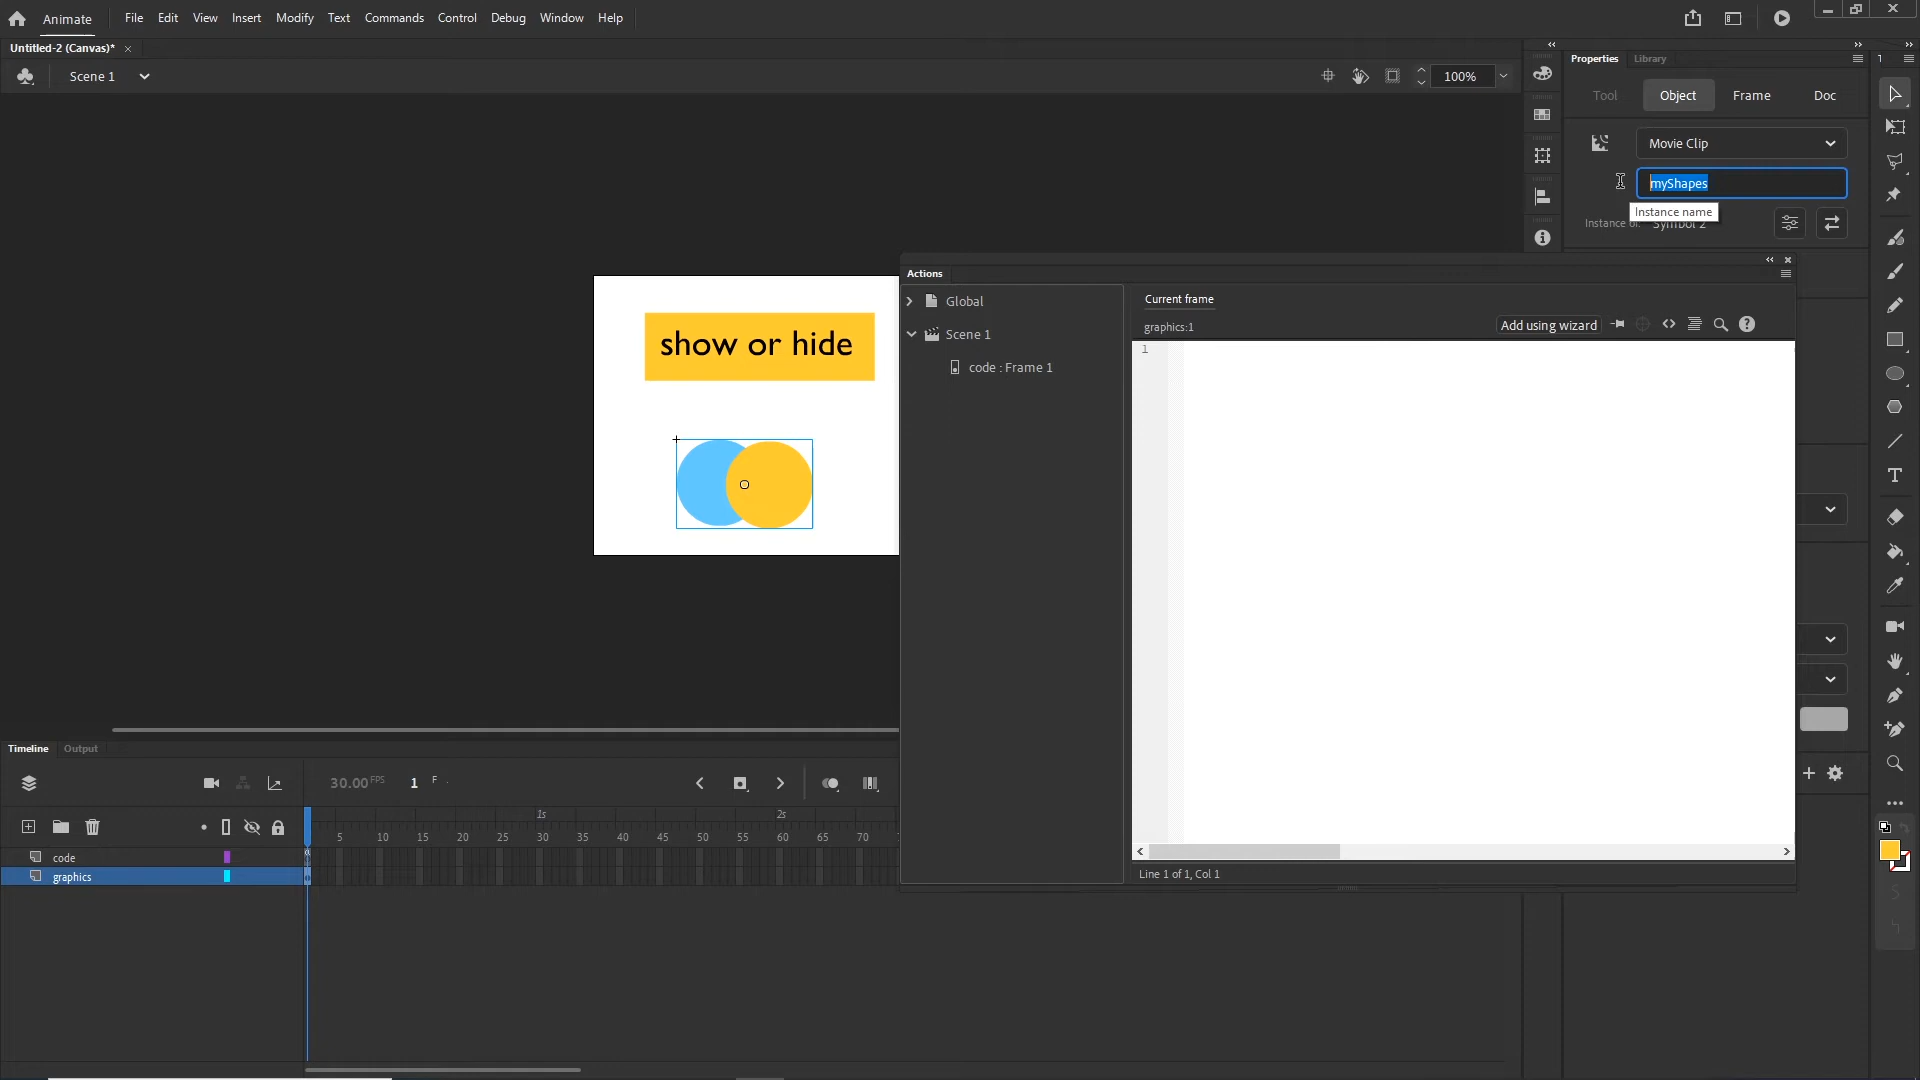 Animate File Edit View Insert Modify Text Commands Control Debug Window Help
Untitled-2 (Canvas)*
Scene 1
100%
Properties Library
Tool Object Frame Doc
Movie Clip
myShapes
Instance name
Instance of: Symbol 2
Actions
Global
Scene 1
code : Frame 1
Current frame
graphics:1
Add using wizard
1
Line 1 of 1, Col 1
show or hide
Timeline Output
30.00 FPS 1 F
1s 2s
5 10 15 20 25 30 35 40 45 50 55 60 65 70
code
graphics